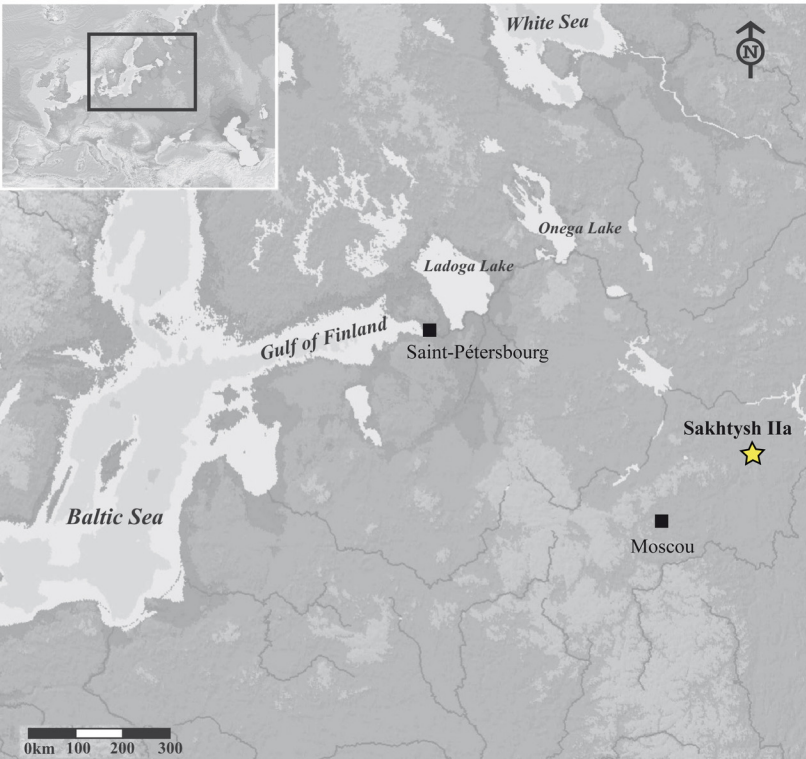 White Sea
N
Onega Lake
Ladoga Lake
Gulf of Finland
Saint-Pétersbourg
Sakhtysh IIa
Baltic Sea
Moscou
0km 100 200 300